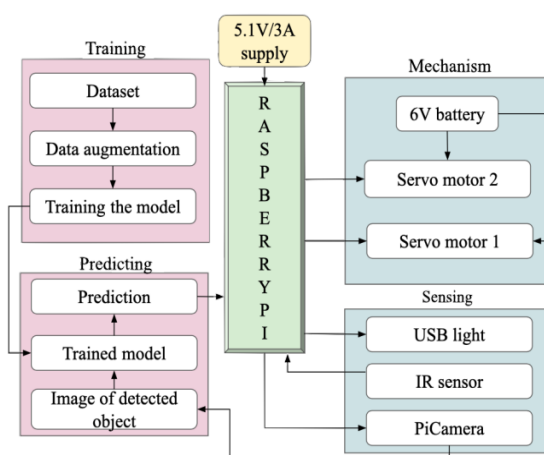 Training
Dataset
Data augmentation
Training the model
Predicting
Prediction
Trained model
Image of detected
object
5.1V/3A
supply
RASPBERRYPI
Mechanism
6V battery
Servo motor 2
Servo motor 1
Sensing
USB light
IR sensor
PiCamera